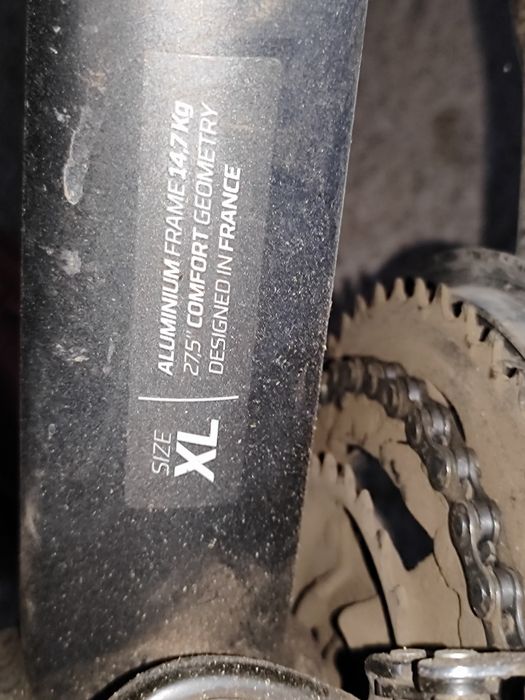 SIZE
XL
ALUMINIUM FRAME 14,7 Kg
27,5" COMFORT GEOMETRY
DESIGNED IN FRANCE